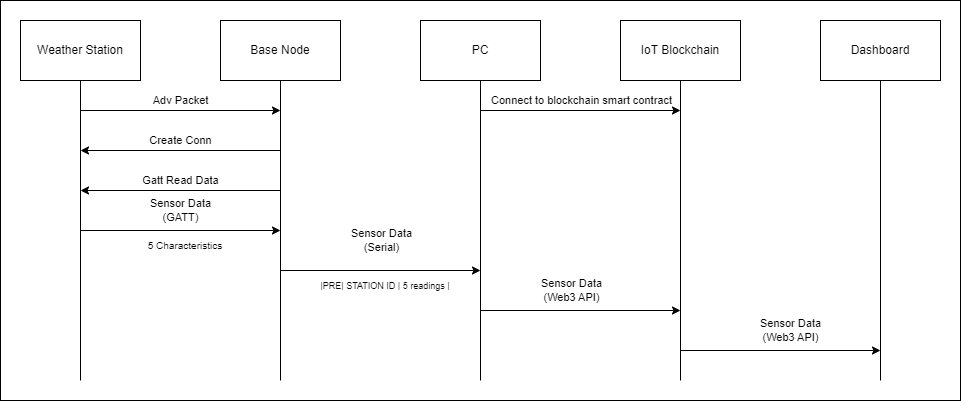 Weather Station
Base Node
PC
IoT Blockchain
Dashboard
Adv Packet
Connect to blockchain smart contract
Create Conn
Gatt Read Data
Sensor Data
(GATT)
5 Characteristics
Sensor Data
(Serial)
|PRE| STATION ID | 5 readings |
Sensor Data
(Web3 API)
Sensor Data
(Web3 API)